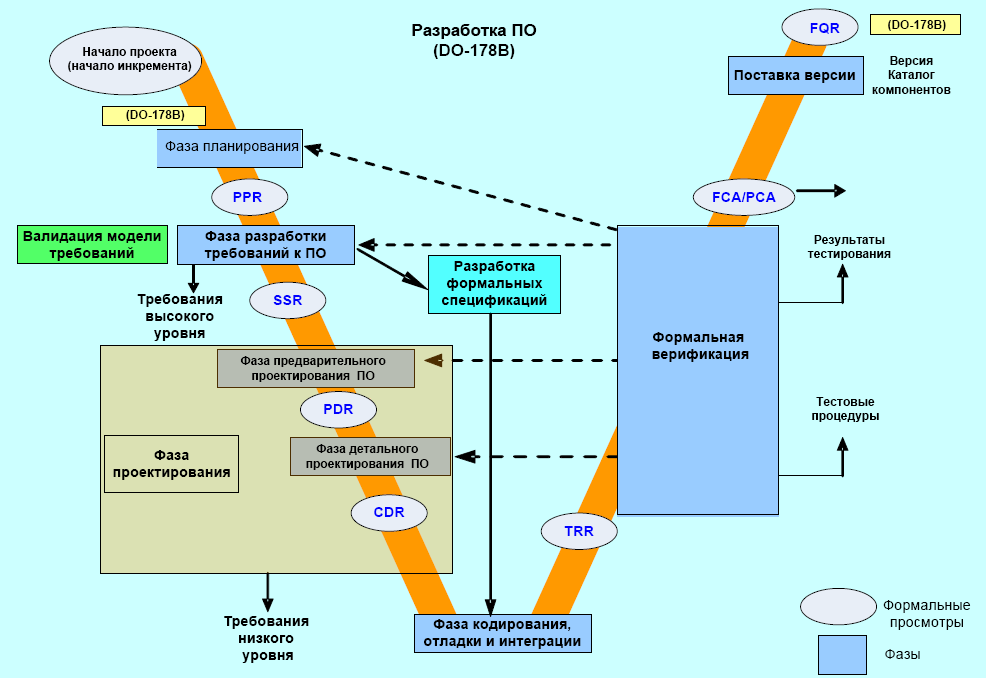 Разработка ПО
(DO-178B)
Начало проекта
(начало инкремента)
(DO-178B)
Фаза планирования
PPR
Валидация модели
требований
Фаза разработки
требований к ПО
Требования
высокого
уровня
SSR
Разработка
формальных
спецификаций
Фаза предварительного
проектирования ПО
PDR
Фаза
проектирования
Фаза детального
проектирования ПО
CDR
Требования
низкого
уровня
Фаза кодирования,
отладки и интеграции
TRR
Формальная
верификация
Тестовые
процедуры
Результаты
тестирования
FCA/PCA
Поставка версии
Версия
Каталог
компонентов
FQR
(DO-178B)
Формальные
просмотры
Фазы